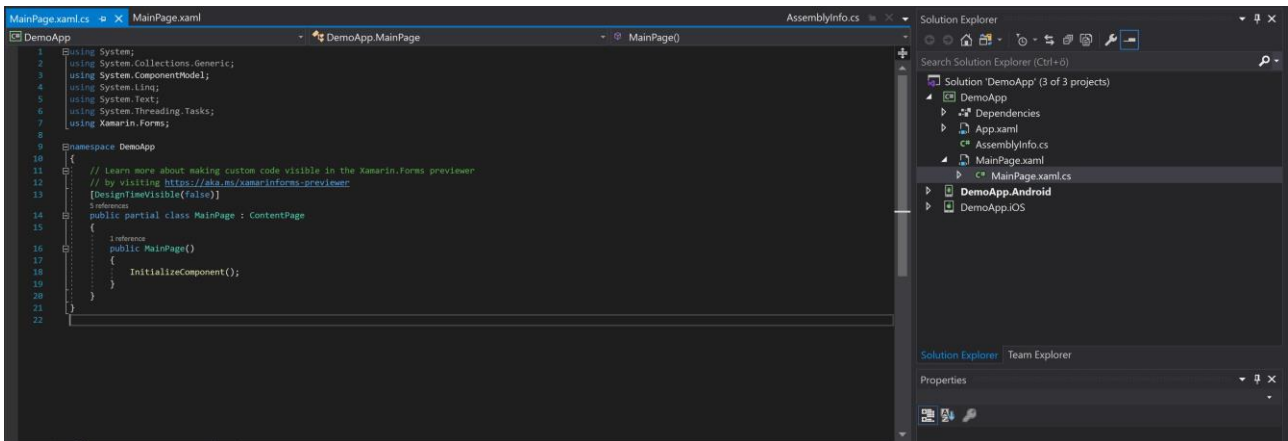 MainPage.xaml.cs MainPage.xaml AssemblyInfo.cs
DemoApp DemoApp.MainPage MainPage()
1 using System;
2 using System.Collections.Generic;
3 using System.ComponentModel;
4 using System.Linq;
5 using System.Text;
6 using System.Threading.Tasks;
7 using Xamarin.Forms;
8
9 namespace DemoApp
10 {
11 // Learn more about making custom code visible in the Xamarin.Forms previewer
12 // by visiting https://aka.ms/xamarinforms-previewer
13 [DesignTimeVisible(false)]
5 references
14 public partial class MainPage : ContentPage
15 {
1 reference
16 public MainPage()
17 {
18 InitializeComponent();
19 }
20 }
21 }
22
Solution Explorer
Search Solution Explorer (Ctrl+ö)
Solution 'DemoApp' (3 of 3 projects)
C# DemoApp
Dependencies
App.xaml
C# AssemblyInfo.cs
MainPage.xaml
C# MainPage.xaml.cs
DemoApp.Android
DemoApp.iOS
Solution Explorer Team Explorer
Properties